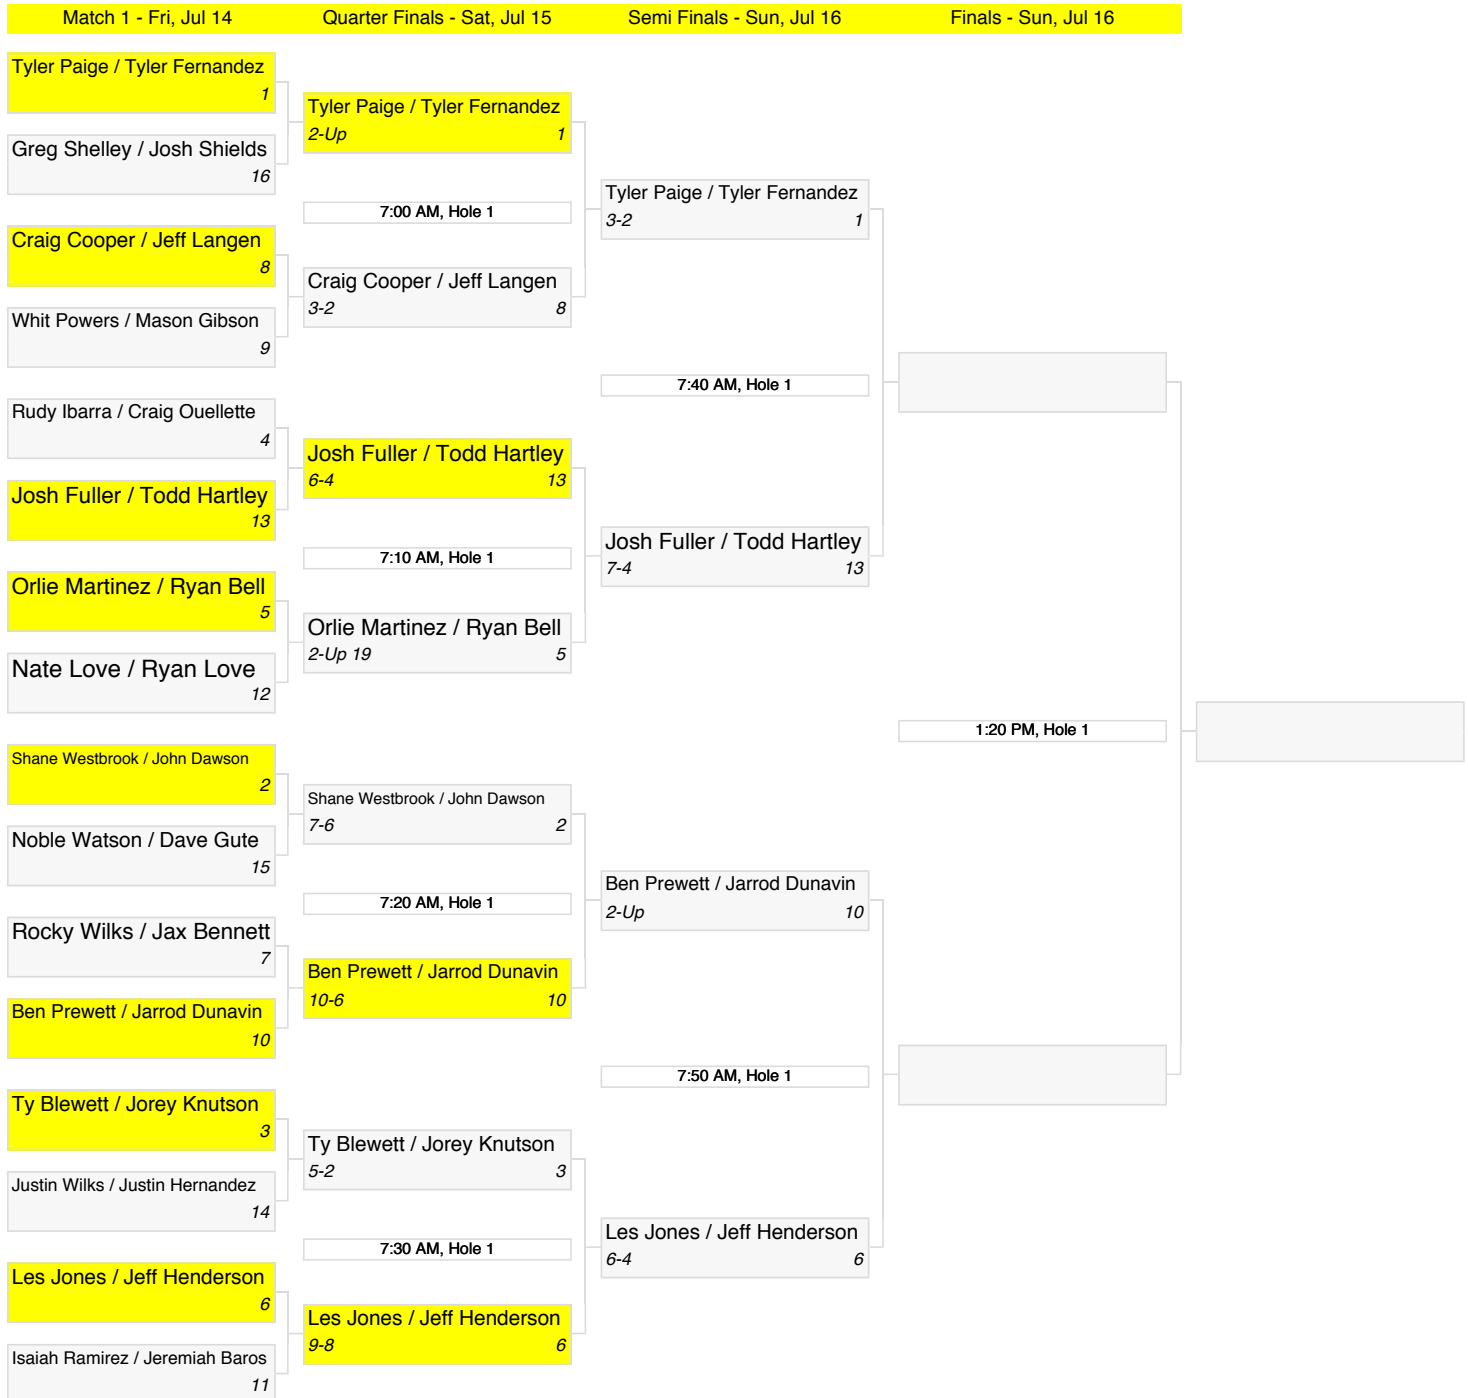 Match 1 - Fri, Jul 14
Quarter Finals - Sat, Jul 15
Semi Finals - Sun, Jul 16
Finals - Sun, Jul 16
Tyler Paige / Tyler Fernandez
1
Greg Shelley / Josh Shields
16
Craig Cooper / Jeff Langen
8
Whit Powers / Mason Gibson
9
Rudy Ibarra / Craig Ouellette
4
Josh Fuller / Todd Hartley
13
Orlie Martinez / Ryan Bell
5
Nate Love / Ryan Love
12
Shane Westbrook / John Dawson
2
Noble Watson / Dave Gute
15
Rocky Wilks / Jax Bennett
7
Ben Prewett / Jarrod Dunavin
10
Ty Blewett / Jorey Knutson
3
Justin Wilks / Justin Hernandez
14
Les Jones / Jeff Henderson
6
Isaiah Ramirez / Jeremiah Baros
11
Tyler Paige / Tyler Fernandez
2-Up 1
7:00 AM, Hole 1
Craig Cooper / Jeff Langen
3-2 8
Josh Fuller / Todd Hartley
6-4 13
7:10 AM, Hole 1
Orlie Martinez / Ryan Bell
2-Up 19 5
Shane Westbrook / John Dawson
7-6 2
7:20 AM, Hole 1
Ben Prewett / Jarrod Dunavin
10-6 10
Ty Blewett / Jorey Knutson
5-2 3
7:30 AM, Hole 1
Les Jones / Jeff Henderson
9-8 6
Tyler Paige / Tyler Fernandez
3-2 1
7:40 AM, Hole 1
Josh Fuller / Todd Hartley
7-4 13
Ben Prewett / Jarrod Dunavin
2-Up 10
7:50 AM, Hole 1
Les Jones / Jeff Henderson
6-4 6
1:20 PM, Hole 1